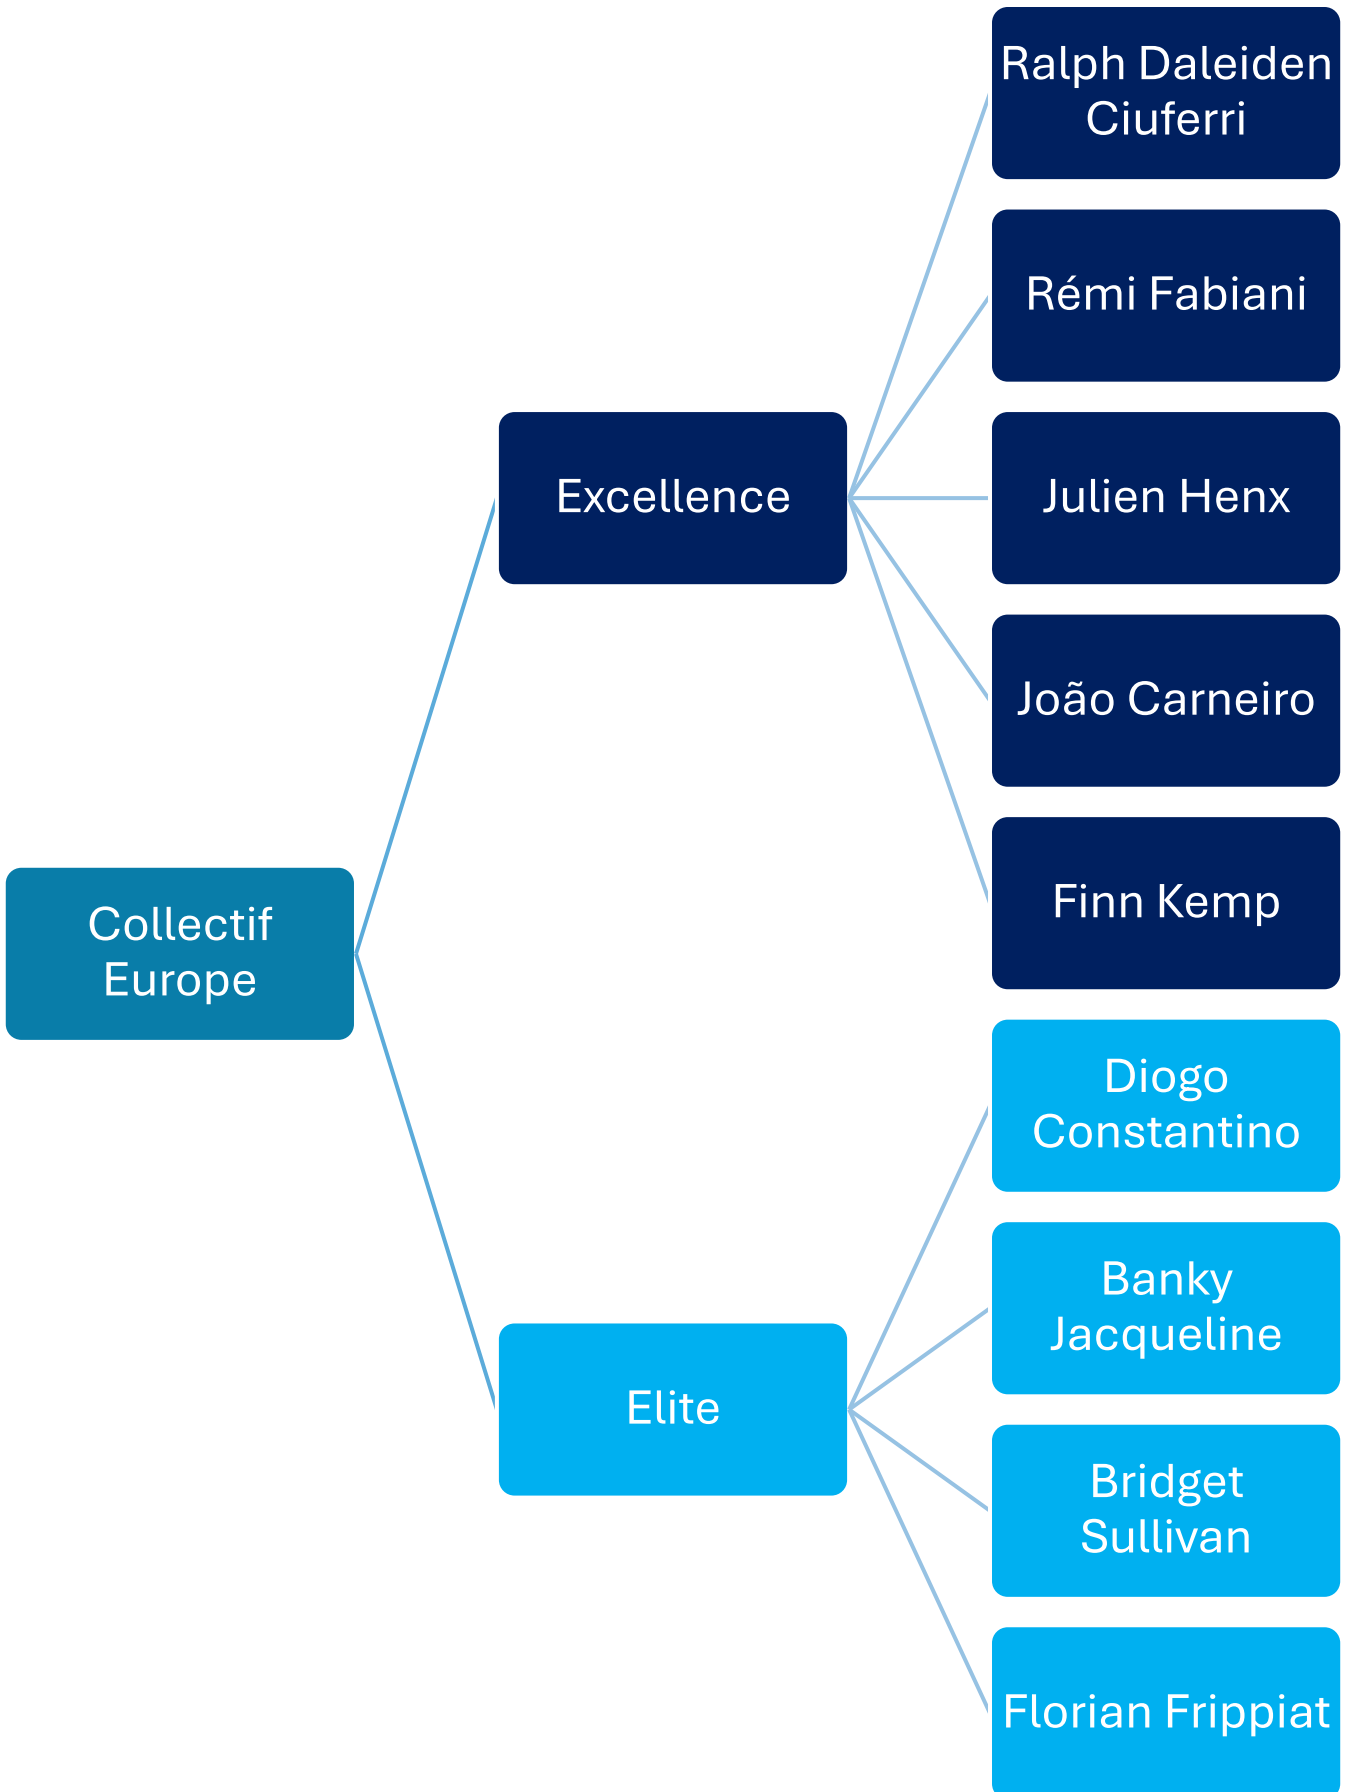 Collectif
Europe
Excellence
Ralph Daleiden
Ciuferri
Rémi Fabiani
Julien Henx
João Carneiro
Finn Kemp
Elite
Diogo
Constantino
Banky
Jacqueline
Bridget
Sullivan
Florian Frippiat